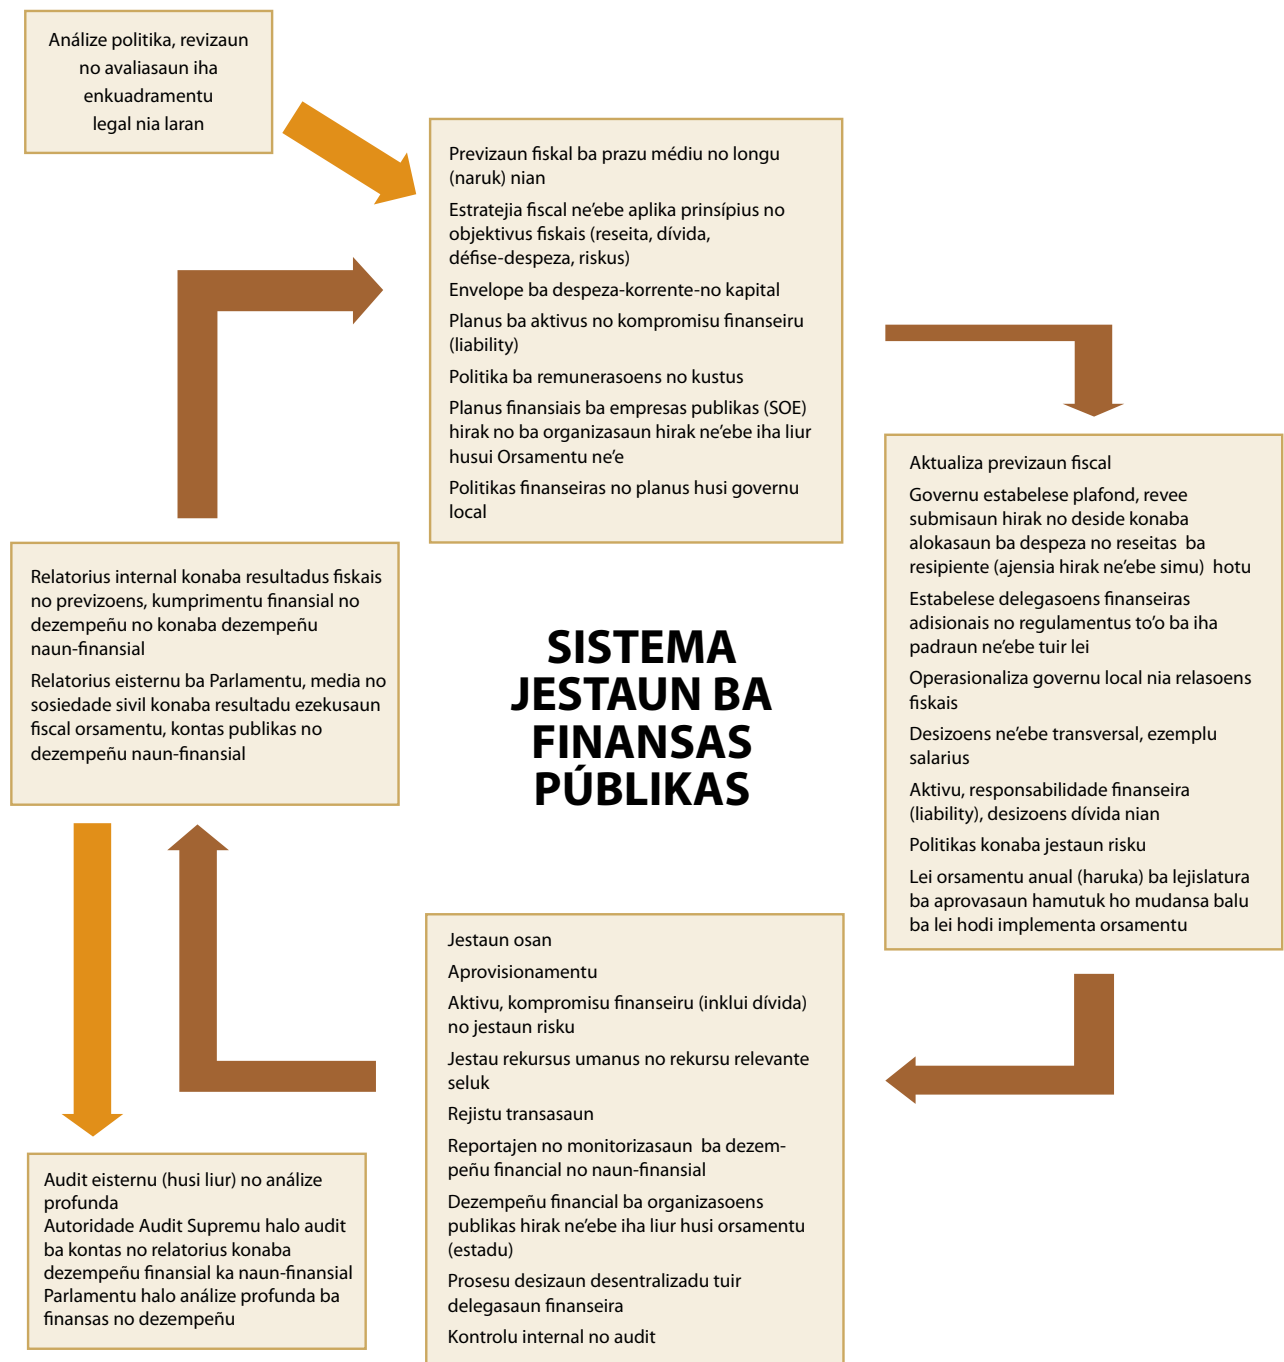 Análize politika, revizaun
no avaliasaun iha
enkuadramentu
legal nia laran
Previzaun fiskal ba prazu médiu no longu
(naruk) nian
Estratejia fiscal ne’ebe aplika prinsípius no
objektivus fiskais (reseita, dívida,
défise-despeza, riskus)
Envelope ba despeza-korrente-no kapital
Planus ba aktivus no kompromisu finanseiru
(liability)
Politika ba remunerasoens no kustus
Planus finansiais ba empresas publikas (SOE)
hirak no ba organizasaun hirak ne’ebe iha liur
husui Orsamentu ne’e
Politikas finanseiras no planus husi governu
local
Aktualiza previzaun fiscal
Governu estabelese plafond, revee
submisaun hirak no deside konaba
alokasaun ba despeza no reseitas ba
resipiente (ajensia hirak ne’ebe simu) hotu
Estabelese delegasoens finanseiras
adisionais no regulamentus to’o ba iha
padraun ne’ebe tuir lei
Operasionaliza governu local nia relasoens
fiskais
Desizoens ne’ebe transversal, ezemplu
salarius
Aktivu, responsabilidade finanseira
(liability), desizoens dívida nian
Politikas konaba jestaun risku
Lei orsamentu anual (haruka) ba lejislatura
ba aprovasaun hamutuk ho mudansa balu
ba lei hodi implementa orsamentu
Relatorius internal konaba resultadus fiskais
no previzoens, kumprimentu finansial no
dezempeñu no konaba dezempeñu
naun-finansial
Relatorius eisternu ba Parlamentu, media no
sosiedade sivil konaba resultadu ezekusaun
fiscal orsamentu, kontas publikas no
dezempeñu naun-finansial
SISTEMA
JESTAUN BA
FINANSAS
PÚBLIKAS
Jestaun osan
Aprovisionamentu
Aktivu, kompromisu finanseiru (inklui dívida)
no jestaun risku
Jestau rekursus umanus no rekursu relevante
seluk
Rejistu transasaun
Reportajen no monitorizasaun ba dezem-
peñu financial no naun-finansial
Dezempeñu financial ba organizasoens
publikas hirak ne’ebe iha liur husi orsamentu
(estadu)
Prosesu desizaun desentralizadu tuir
delegasaun finanseira
Kontrolu internal no audit
Audit eisternu (husi liur) no análize
profunda
Autoridade Audit Supremu halo audit
ba kontas no relatorius konaba
dezempeñu finansial ka naun-finansial
Parlamentu halo análize profunda ba
finansas no dezempeñu